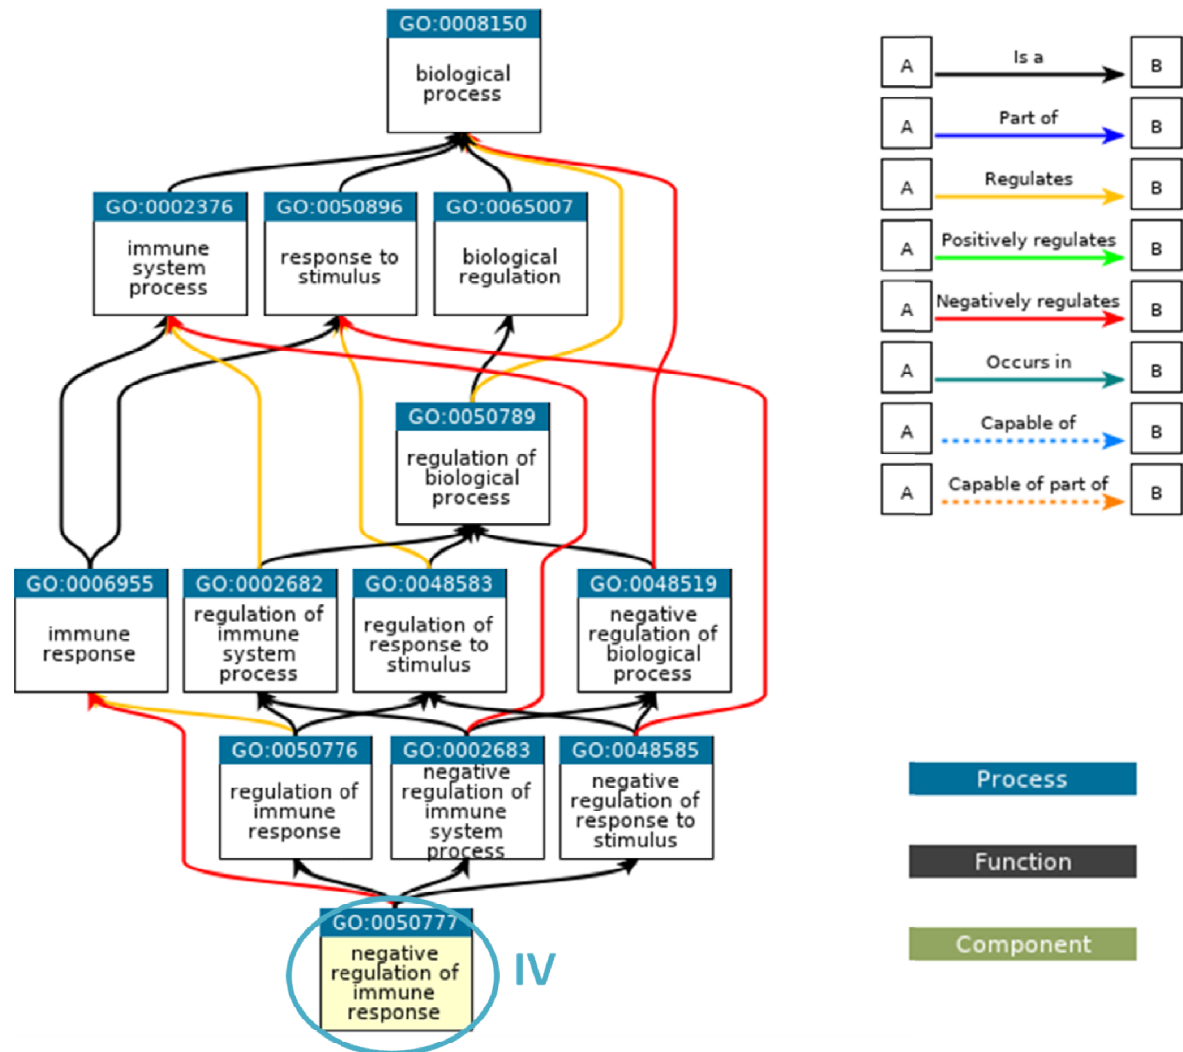 GO:0008150
biological
process
A
Is a
B
A
Part of
B
A
Regulates
B
A
Positively regulates
B
A
Negatively regulates
B
A
Occurs in
B
A
Capable of
B
A
Capable of part of
B
GO:0002376
immune
system
process
GO:0050896
response to
stimulus
GO:0065007
biological
regulation
GO:0050789
regulation of
biological
process
GO:0006955
immune
response
GO:0002682
regulation of
immune
system
process
GO:0048583
regulation of
response to
stimulus
GO:0048519
negative
regulation of
biological
process
GO:0050776
regulation of
immune
response
GO:0002683
negative
regulation of
immune
system
process
GO:0048585
negative
regulation of
response to
stimulus
GO:0050777
negative
regulation of
immune
response
IV
Process
Function
Component